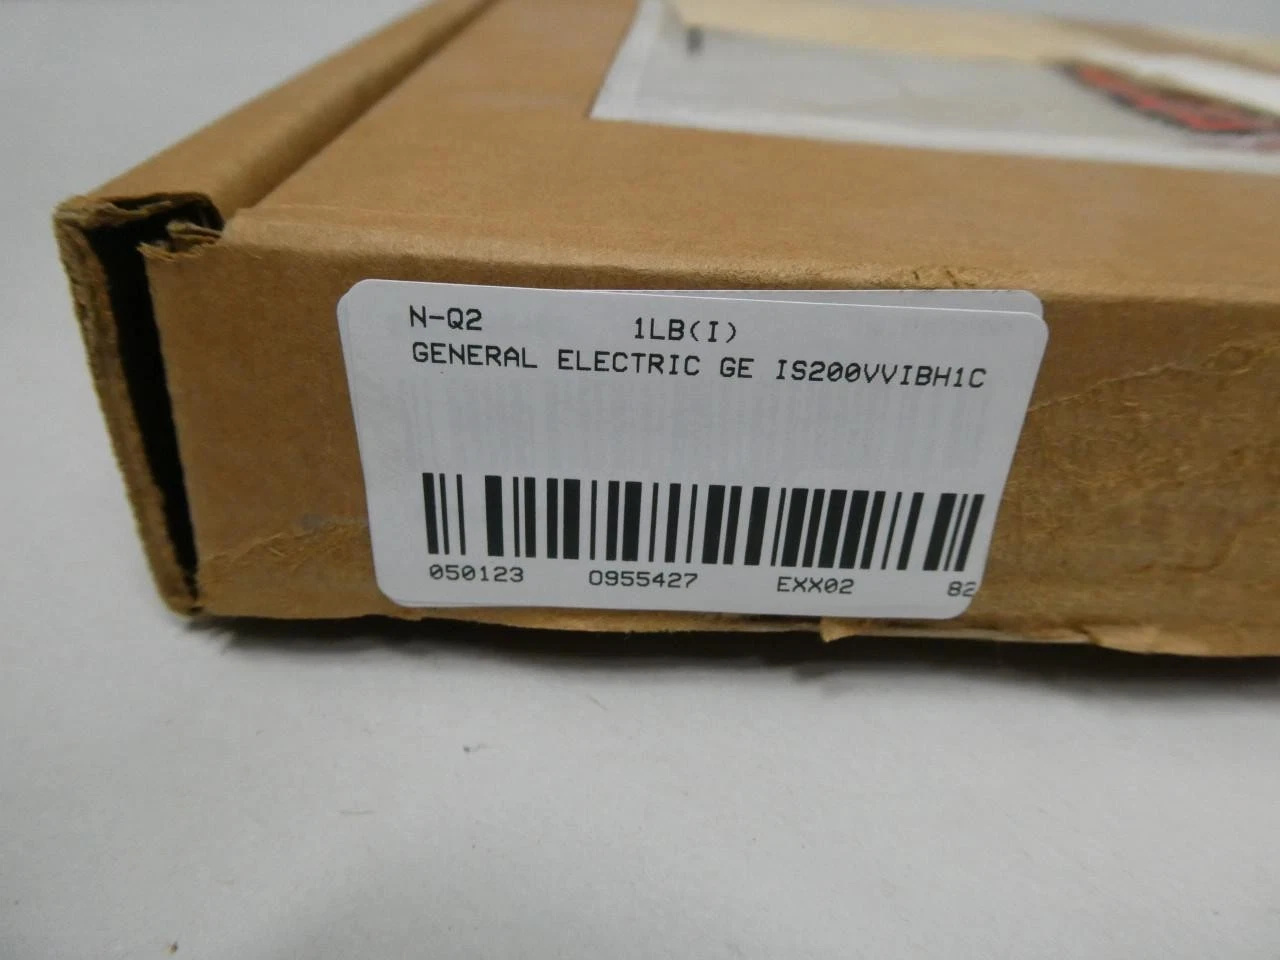 N-Q2 1LB(I)
GENERAL ELECTRIC GE IS200VVIBH1C
050123 0955427 EXX02 82